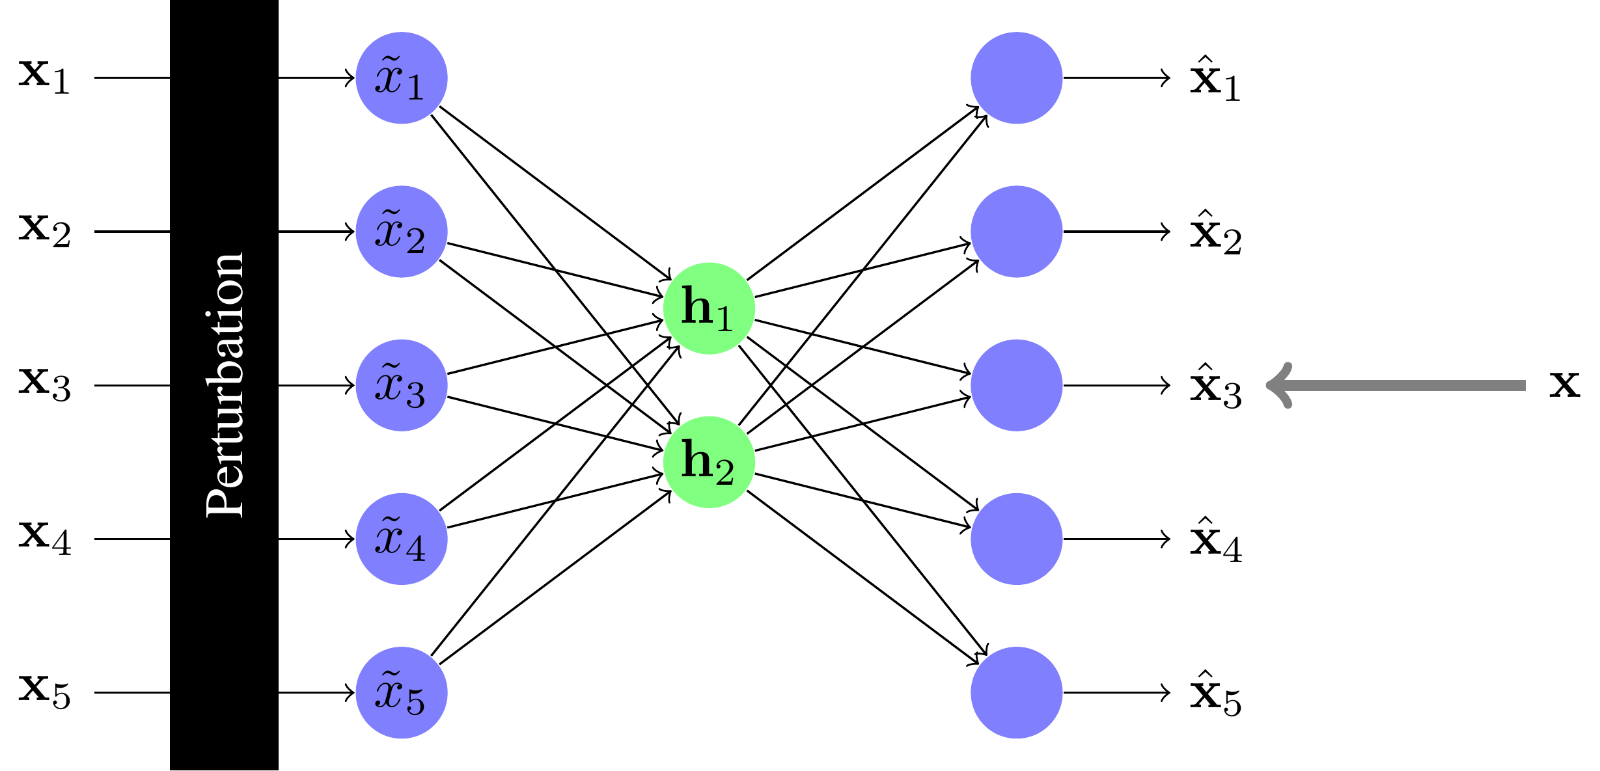 x₁ x̃₁ x̂₁
x₂ x̃₂ x̂₂
h₁
Perturbation
x₃ x̃₃ x̂₃ x
h₂
x₄ x̃₄ x̂₄
x₅ x̃₅ x̂₅